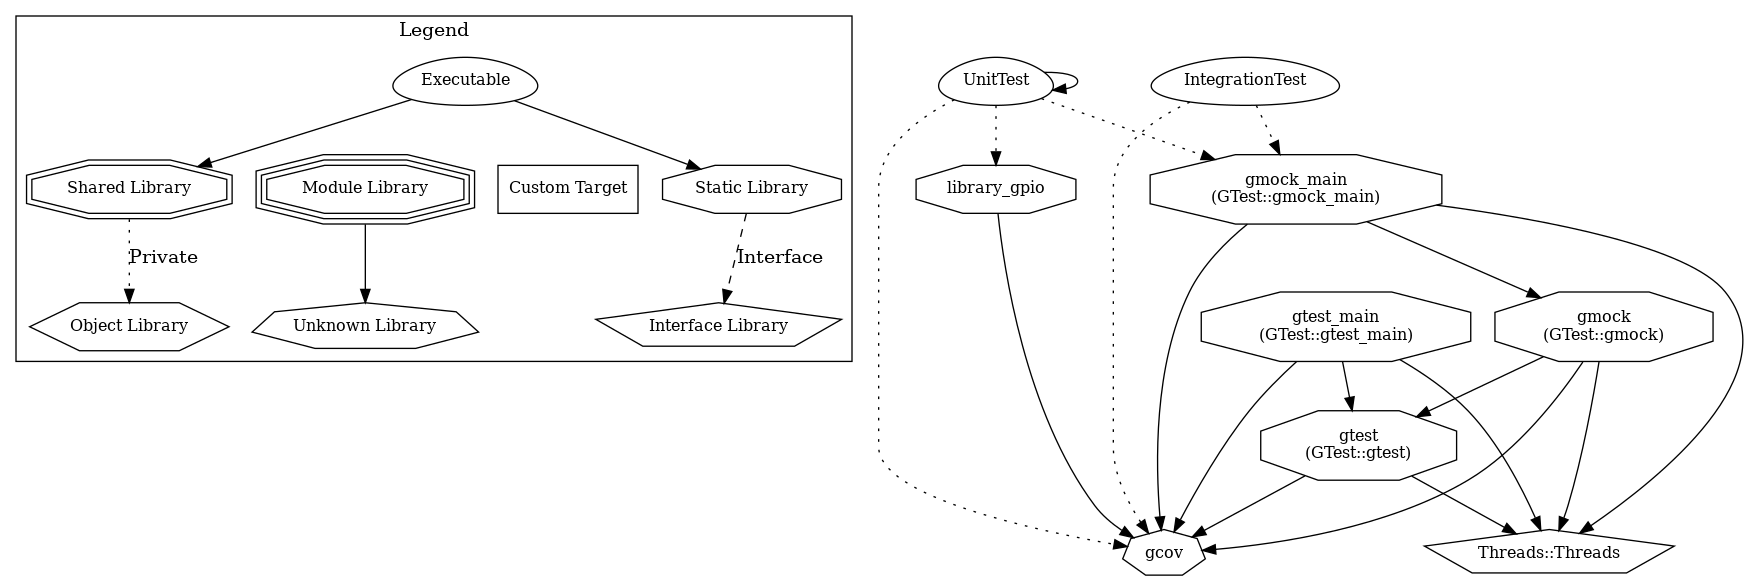 Legend
Executable
Shared Library
Module Library
Custom Target
Static Library
Private
Interface
Object Library
Unknown Library
Interface Library
UnitTest
IntegrationTest
library_gpio
gmock_main
(GTest::gmock_main)
gtest_main
(GTest::gtest_main)
gmock
(GTest::gmock)
gtest
(GTest::gtest)
gcov
Threads::Threads